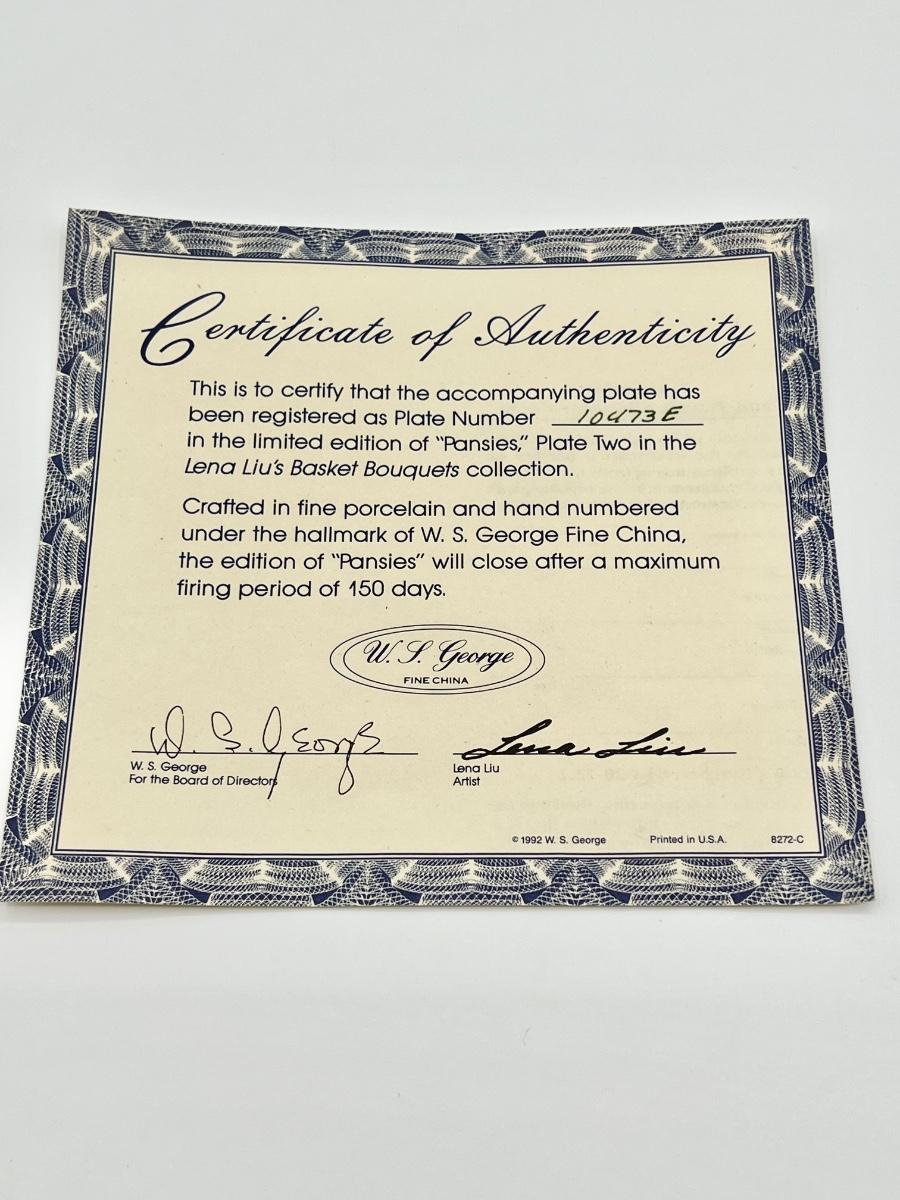 Certificate of Authenticity
This is to certify that the accompanying plate has
been registered as Plate Number 10473E
in the limited edition of "Pansies," Plate Two in the
Lena Liu's Basket Bouquets collection.
Crafted in fine porcelain and hand numbered
under the hallmark of W. S. George Fine China,
the edition of "Pansies" will close after a maximum
firing period of 150 days.
W. S. George
FINE CHINA
W. S. George
Lena Liu
W. S. George
For the Board of Directors
Lena Liu
Artist
© 1992 W. S. George Printed in U.S.A. 8272-C